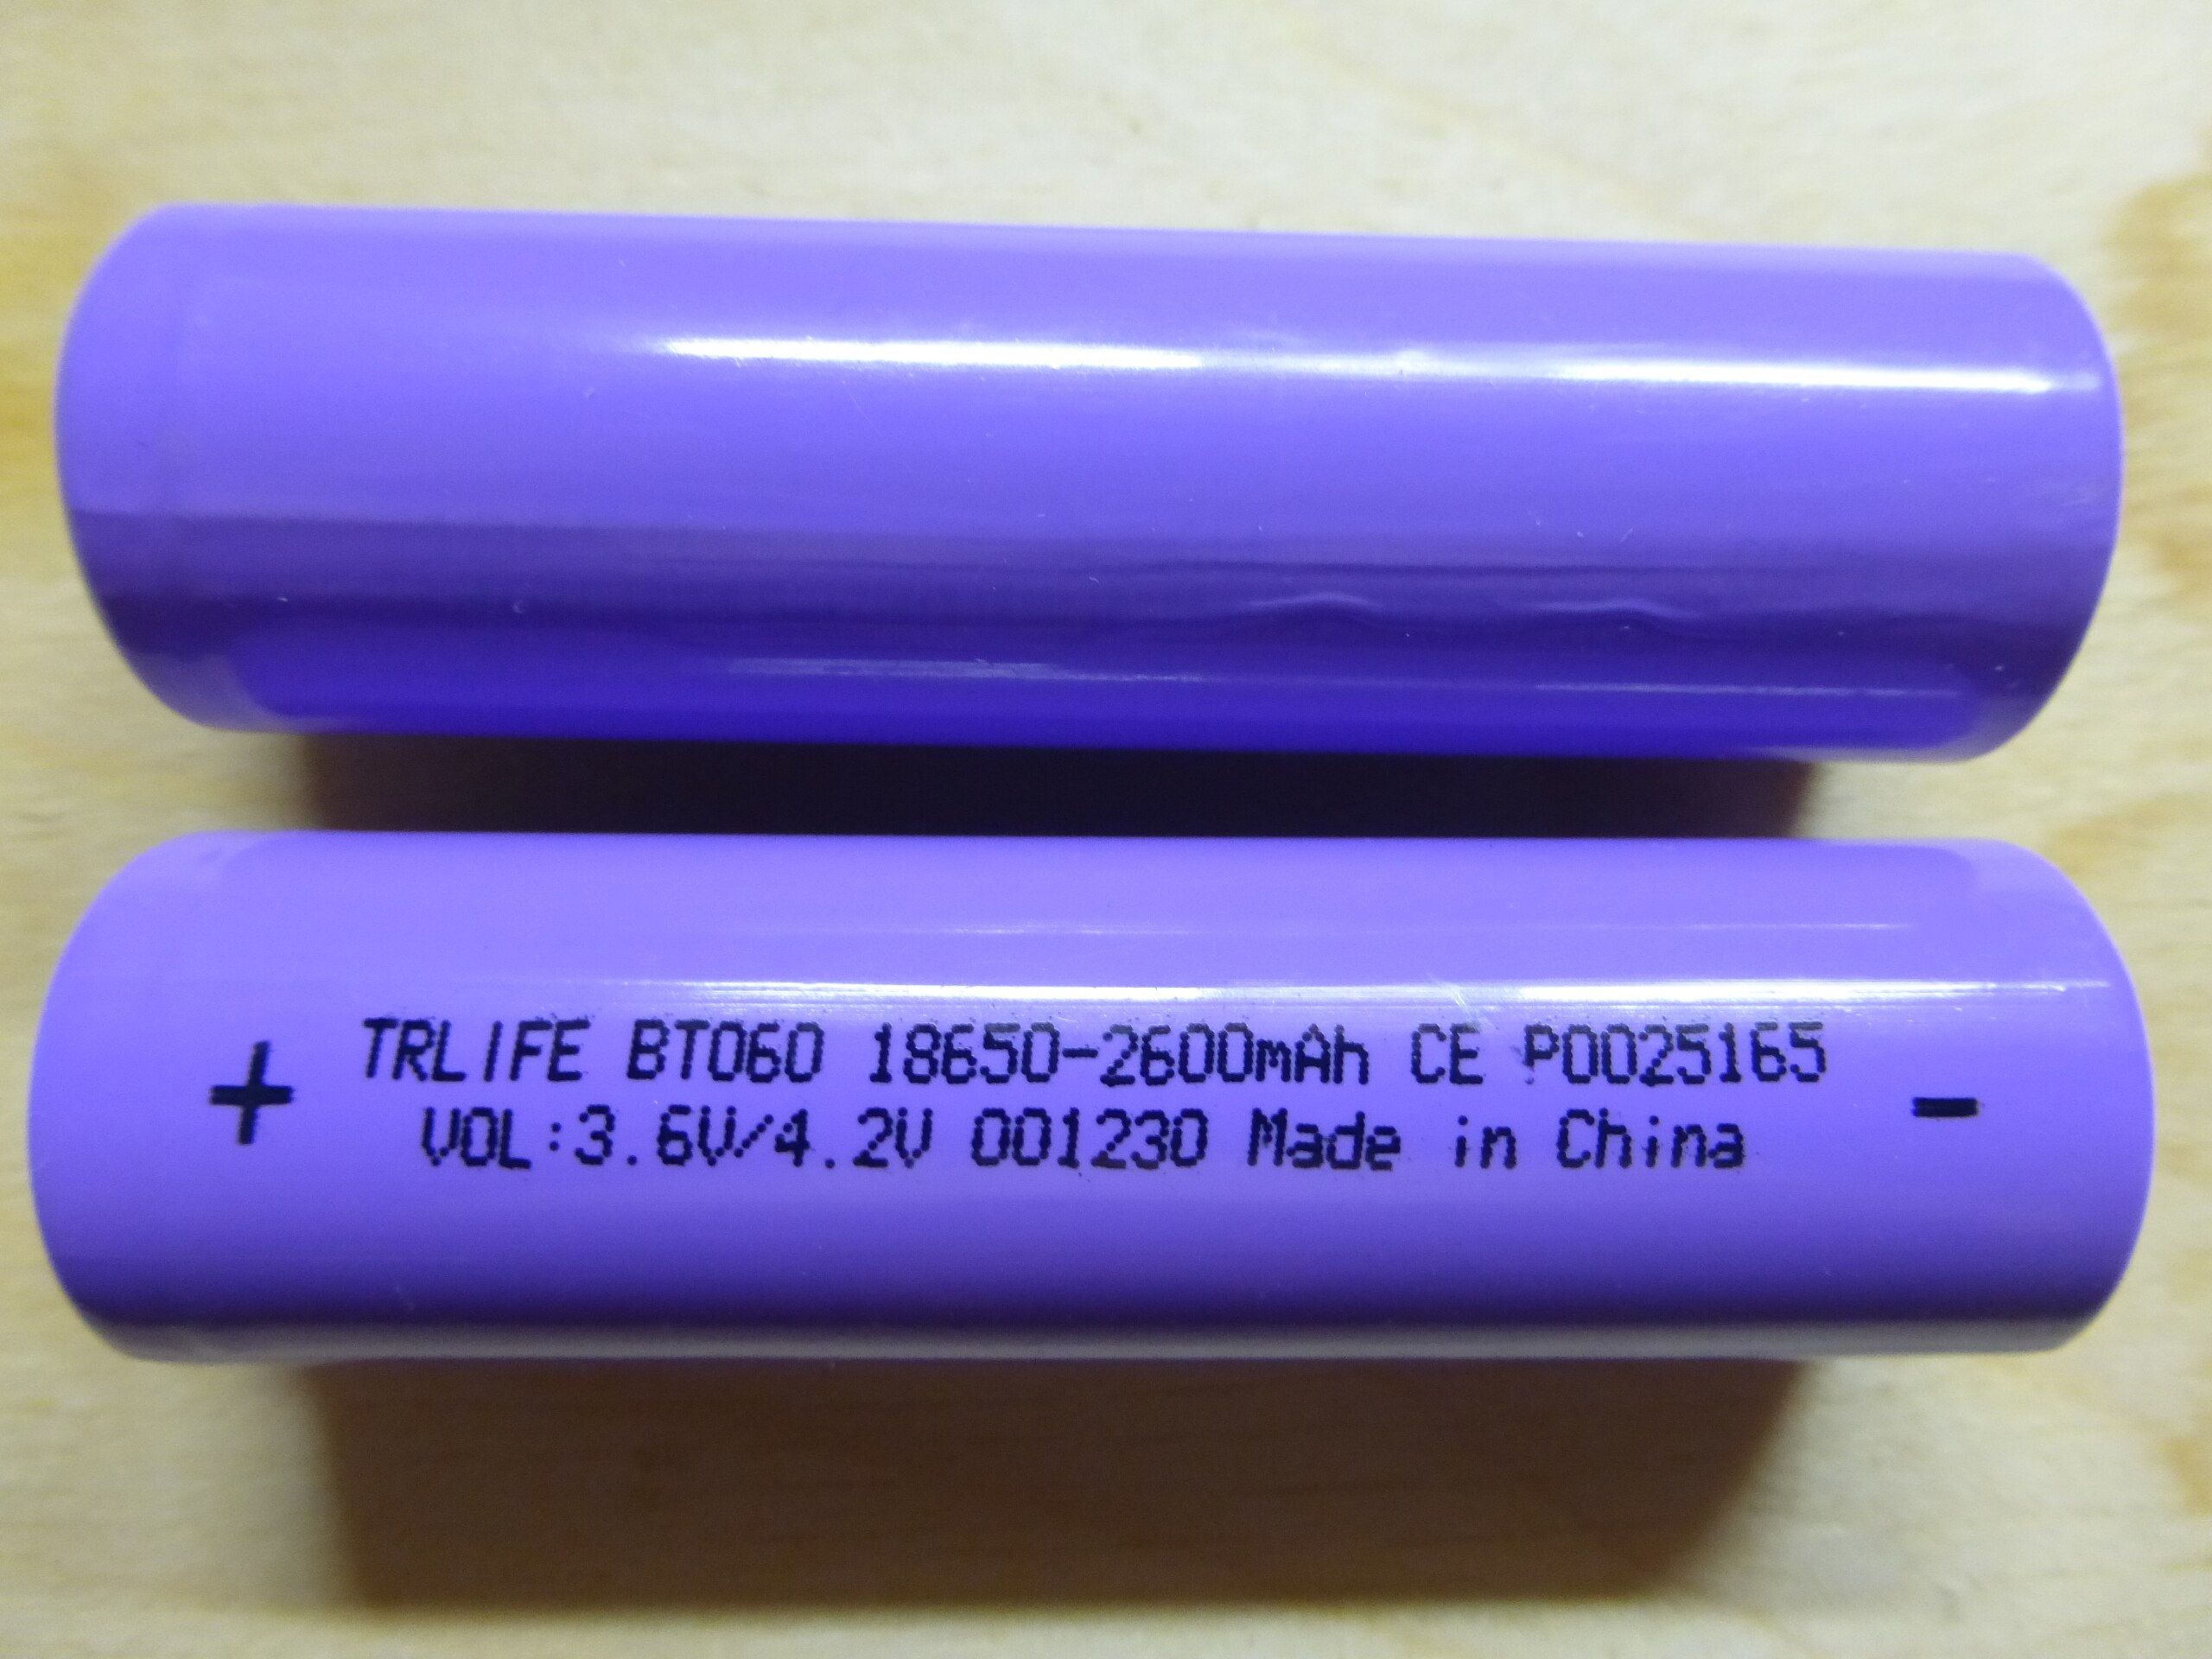 + TRLIFE BT060 18650-2600mAh CE P0025165 -
VOL:3.6V/4.2V 001230 Made in China